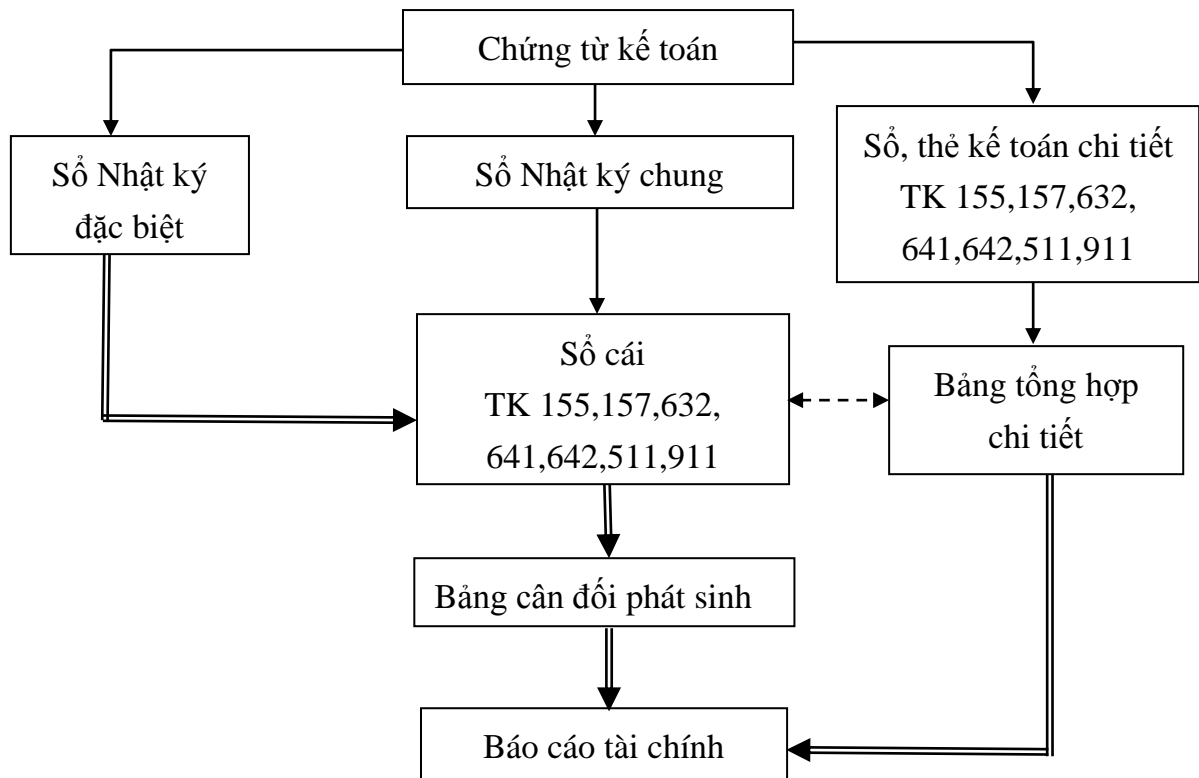 Chứng từ kế toán
Sổ Nhật ký
đặc biệt
Sổ Nhật ký chung
Sổ, thẻ kế toán chi tiết
TK 155,157,632,
641,642,511,911
Sổ cái
TK 155,157,632,
641,642,511,911
Bảng tổng hợp
chi tiết
Bảng cân đối phát sinh
Báo cáo tài chính